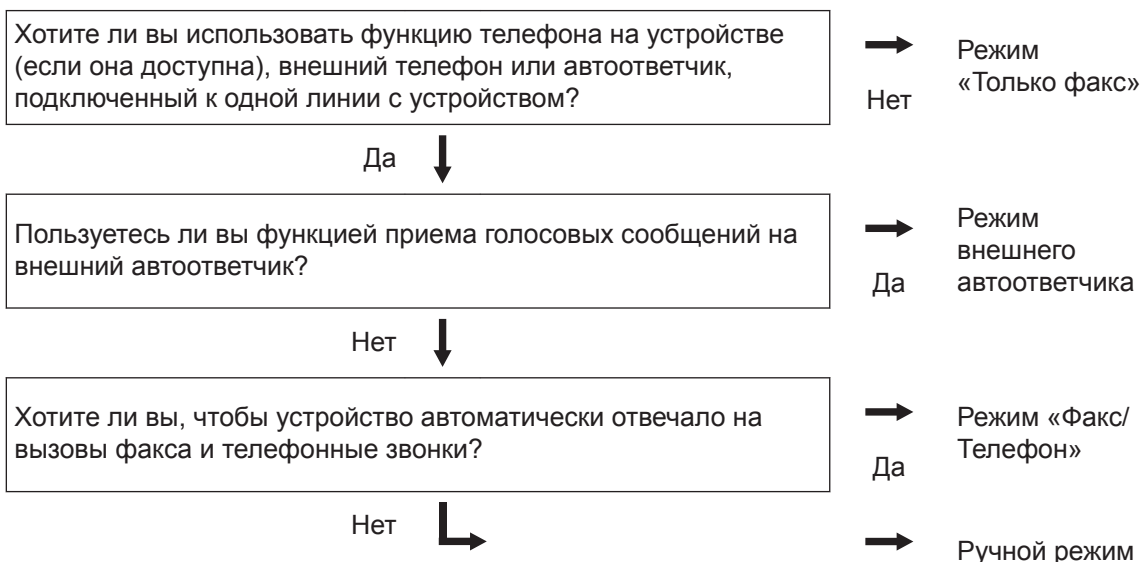 Хотите ли вы использовать функцию телефона на устройстве
(если она доступна), внешний телефон или автоответчик,
подключенный к одной линии с устройством?
Нет
Режим
«Только факс»
Да
Пользуетесь ли вы функцией приема голосовых сообщений на
внешний автоответчик?
Да
Режим
внешнего
автоответчика
Нет
Хотите ли вы, чтобы устройство автоматически отвечало на
вызовы факса и телефонные звонки?
Да
Режим «Факс/
Телефон»
Нет
Ручной режим